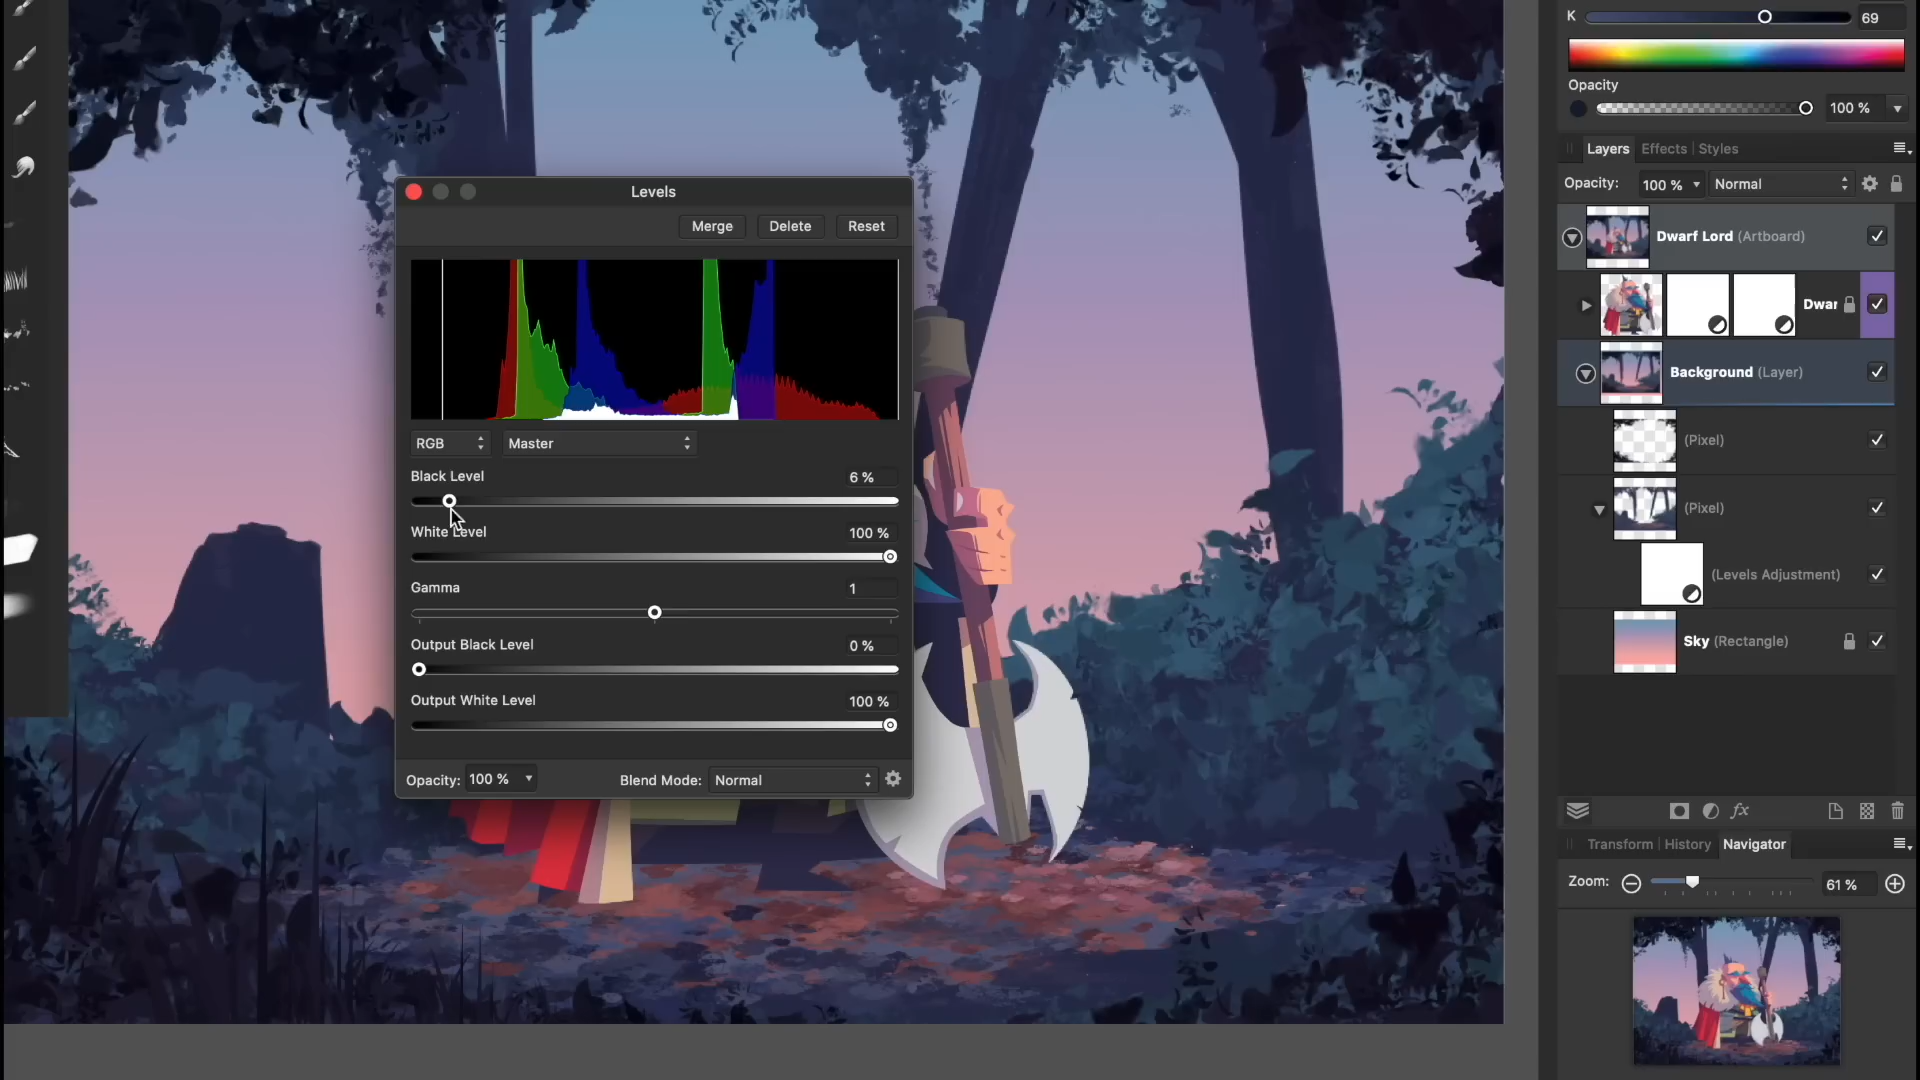 K 69
Opacity
100 %
Layers Effects | Styles
Opacity: 100 % Normal
Dwarf Lord (Artboard)
Dwar
Background (Layer)
(Pixel)
(Pixel)
(Levels Adjustment)
Sky (Rectangle)
fx
Transform | History Navigator
Zoom: 61 %
Levels
Merge Delete Reset
RGB Master
Black Level 6 %
White Level 100 %
Gamma 1
Output Black Level 0 %
Output White Level 100 %
Opacity: 100 % Blend Mode: Normal